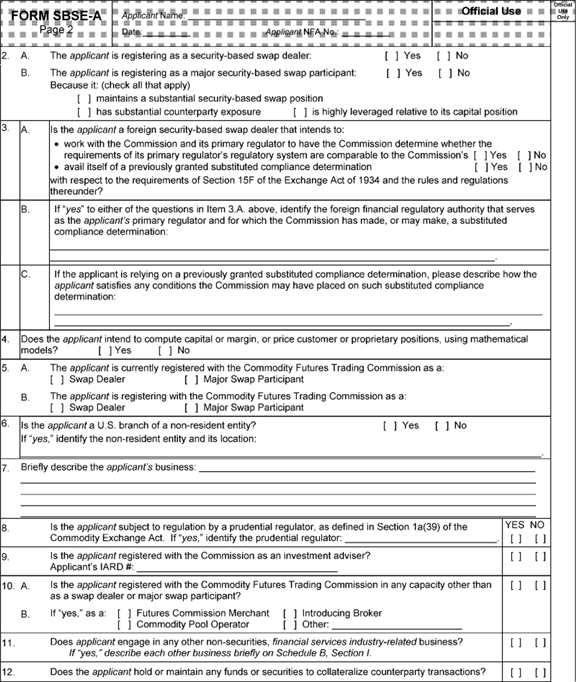 FORM SBSE-A
Page 2
Applicant Name:
Date:
Applicant NFA No.:
Official Use
Official
Use
Only
2. A. The applicant is registering as a security-based swap dealer: [ ] Yes [ ] No
B. The applicant is registering as a major security-based swap participant: [ ] Yes [ ] No
Because it: (check all that apply)
[ ] maintains a substantial security-based swap position
[ ] has substantial counterparty exposure [ ] is highly leveraged relative to its capital position
3. A. Is the applicant a foreign security-based swap dealer that intends to:
• work with the Commission and its primary regulator to have the Commission determine whether the
requirements of its primary regulator's regulatory system are comparable to the Commission's [ ] Yes [ ] No
• avail itself of a previously granted substituted compliance determination [ ] Yes [ ] No
with respect to the requirements of Section 15F of the Exchange Act of 1934 and the rules and regulations
thereunder?
B. If "yes" to either of the questions in Item 3.A. above, identify the foreign financial regulatory authority that serves
as the applicant's primary regulator and for which the Commission has made, or may make, a substituted
compliance determination:
C. If the applicant is relying on a previously granted substituted compliance determination, please describe how the
applicant satisfies any conditions the Commission may have placed on such substituted compliance
determination:
4. Does the applicant intend to compute capital or margin, or price customer or proprietary positions, using mathematical
models? [ ] Yes [ ] No
5. A. The applicant is currently registered with the Commodity Futures Trading Commission as a:
[ ] Swap Dealer [ ] Major Swap Participant
B. The applicant is registering with the Commodity Futures Trading Commission as a:
[ ] Swap Dealer [ ] Major Swap Participant
6. Is the applicant a U.S. branch of a non-resident entity? [ ] Yes [ ] No
If "yes," identify the non-resident entity and its location:
7. Briefly describe the applicant's business:
YES NO
8. Is the applicant subject to regulation by a prudential regulator, as defined in Section 1a(39) of the
Commodity Exchange Act. If "yes," identify the prudential regulator: . [ ] [ ]
9. Is the applicant registered with the Commission as an investment adviser? [ ] [ ]
Applicant's IARD #:
10. A. Is the applicant registered with the Commodity Futures Trading Commission in any capacity other than [ ] [ ]
as a swap dealer or major swap participant?
B. If "yes," as a: [ ] Futures Commission Merchant [ ] Introducing Broker
[ ] Commodity Pool Operator [ ] Other:
11. Does applicant engage in any other non-securities, financial services industry-related business? [ ] [ ]
If "yes," describe each other business briefly on Schedule B, Section I.
12. Does the applicant hold or maintain any funds or securities to collateralize counterparty transactions? [ ] [ ]